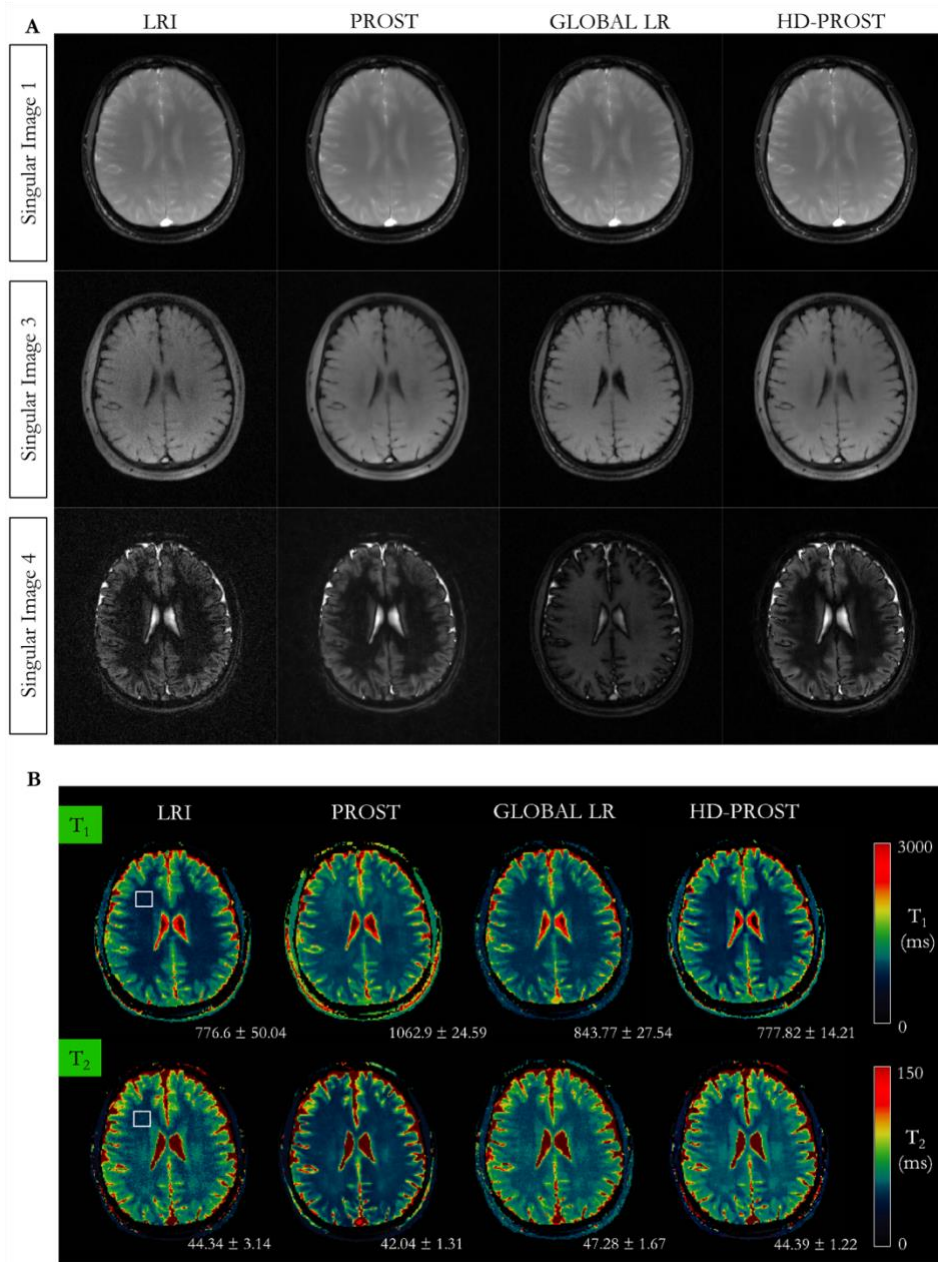 A
LRI PROST GLOBAL LR HD-PROST
Singular Image 1
Singular Image 3
Singular Image 4
B
LRI PROST GLOBAL LR HD-PROST
T1
3000
T1
(ms)
0
776.6 ± 50.04 1062.9 ± 24.59 843.77 ± 27.54 777.82 ± 14.21
T2
150
T2
(ms)
0
44.34 ± 3.14 42.04 ± 1.31 47.28 ± 1.67 44.39 ± 1.22